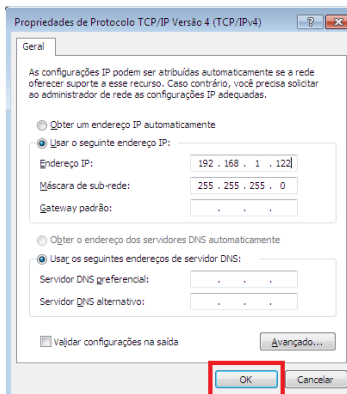 Propriedades de Protocolo TCP/IP Versão 4 (TCP/IPv4)
Geral
As configurações IP podem ser atribuídas automaticamente se a rede
oferecer suporte a esse recurso. Caso contrário, você precisa solicitar
ao administrador de rede as configurações IP adequadas.
Obter um endereço IP automaticamente
Usar o seguinte endereço IP:
Endereço IP: 192 . 168 . 1 . 122
Máscara de sub-rede: 255 . 255 . 255 . 0
Gateway padrão: . . .
Obter o endereço dos servidores DNS automaticamente
Usar os seguintes endereços de servidor DNS:
Servidor DNS preferencial: . . .
Servidor DNS alternativo: . . .
Validar configurações na saída
Avançado...
OK Cancelar